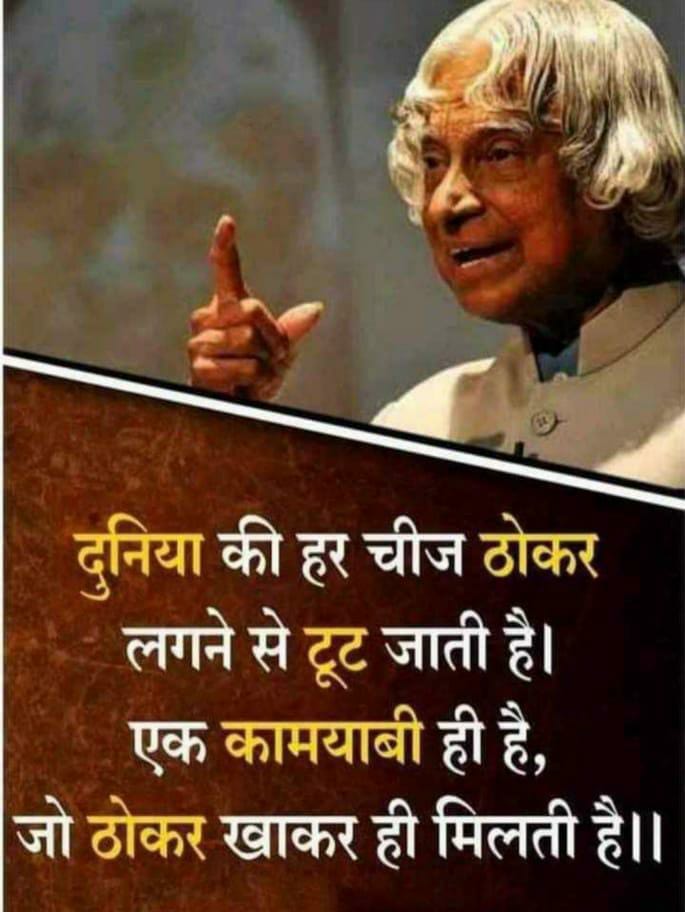 दुनिया की हर चीज ठोकर
लगने से टूट जाती है।
एक कामयाबी ही है,
जो ठोकर खाकर ही मिलती है।।